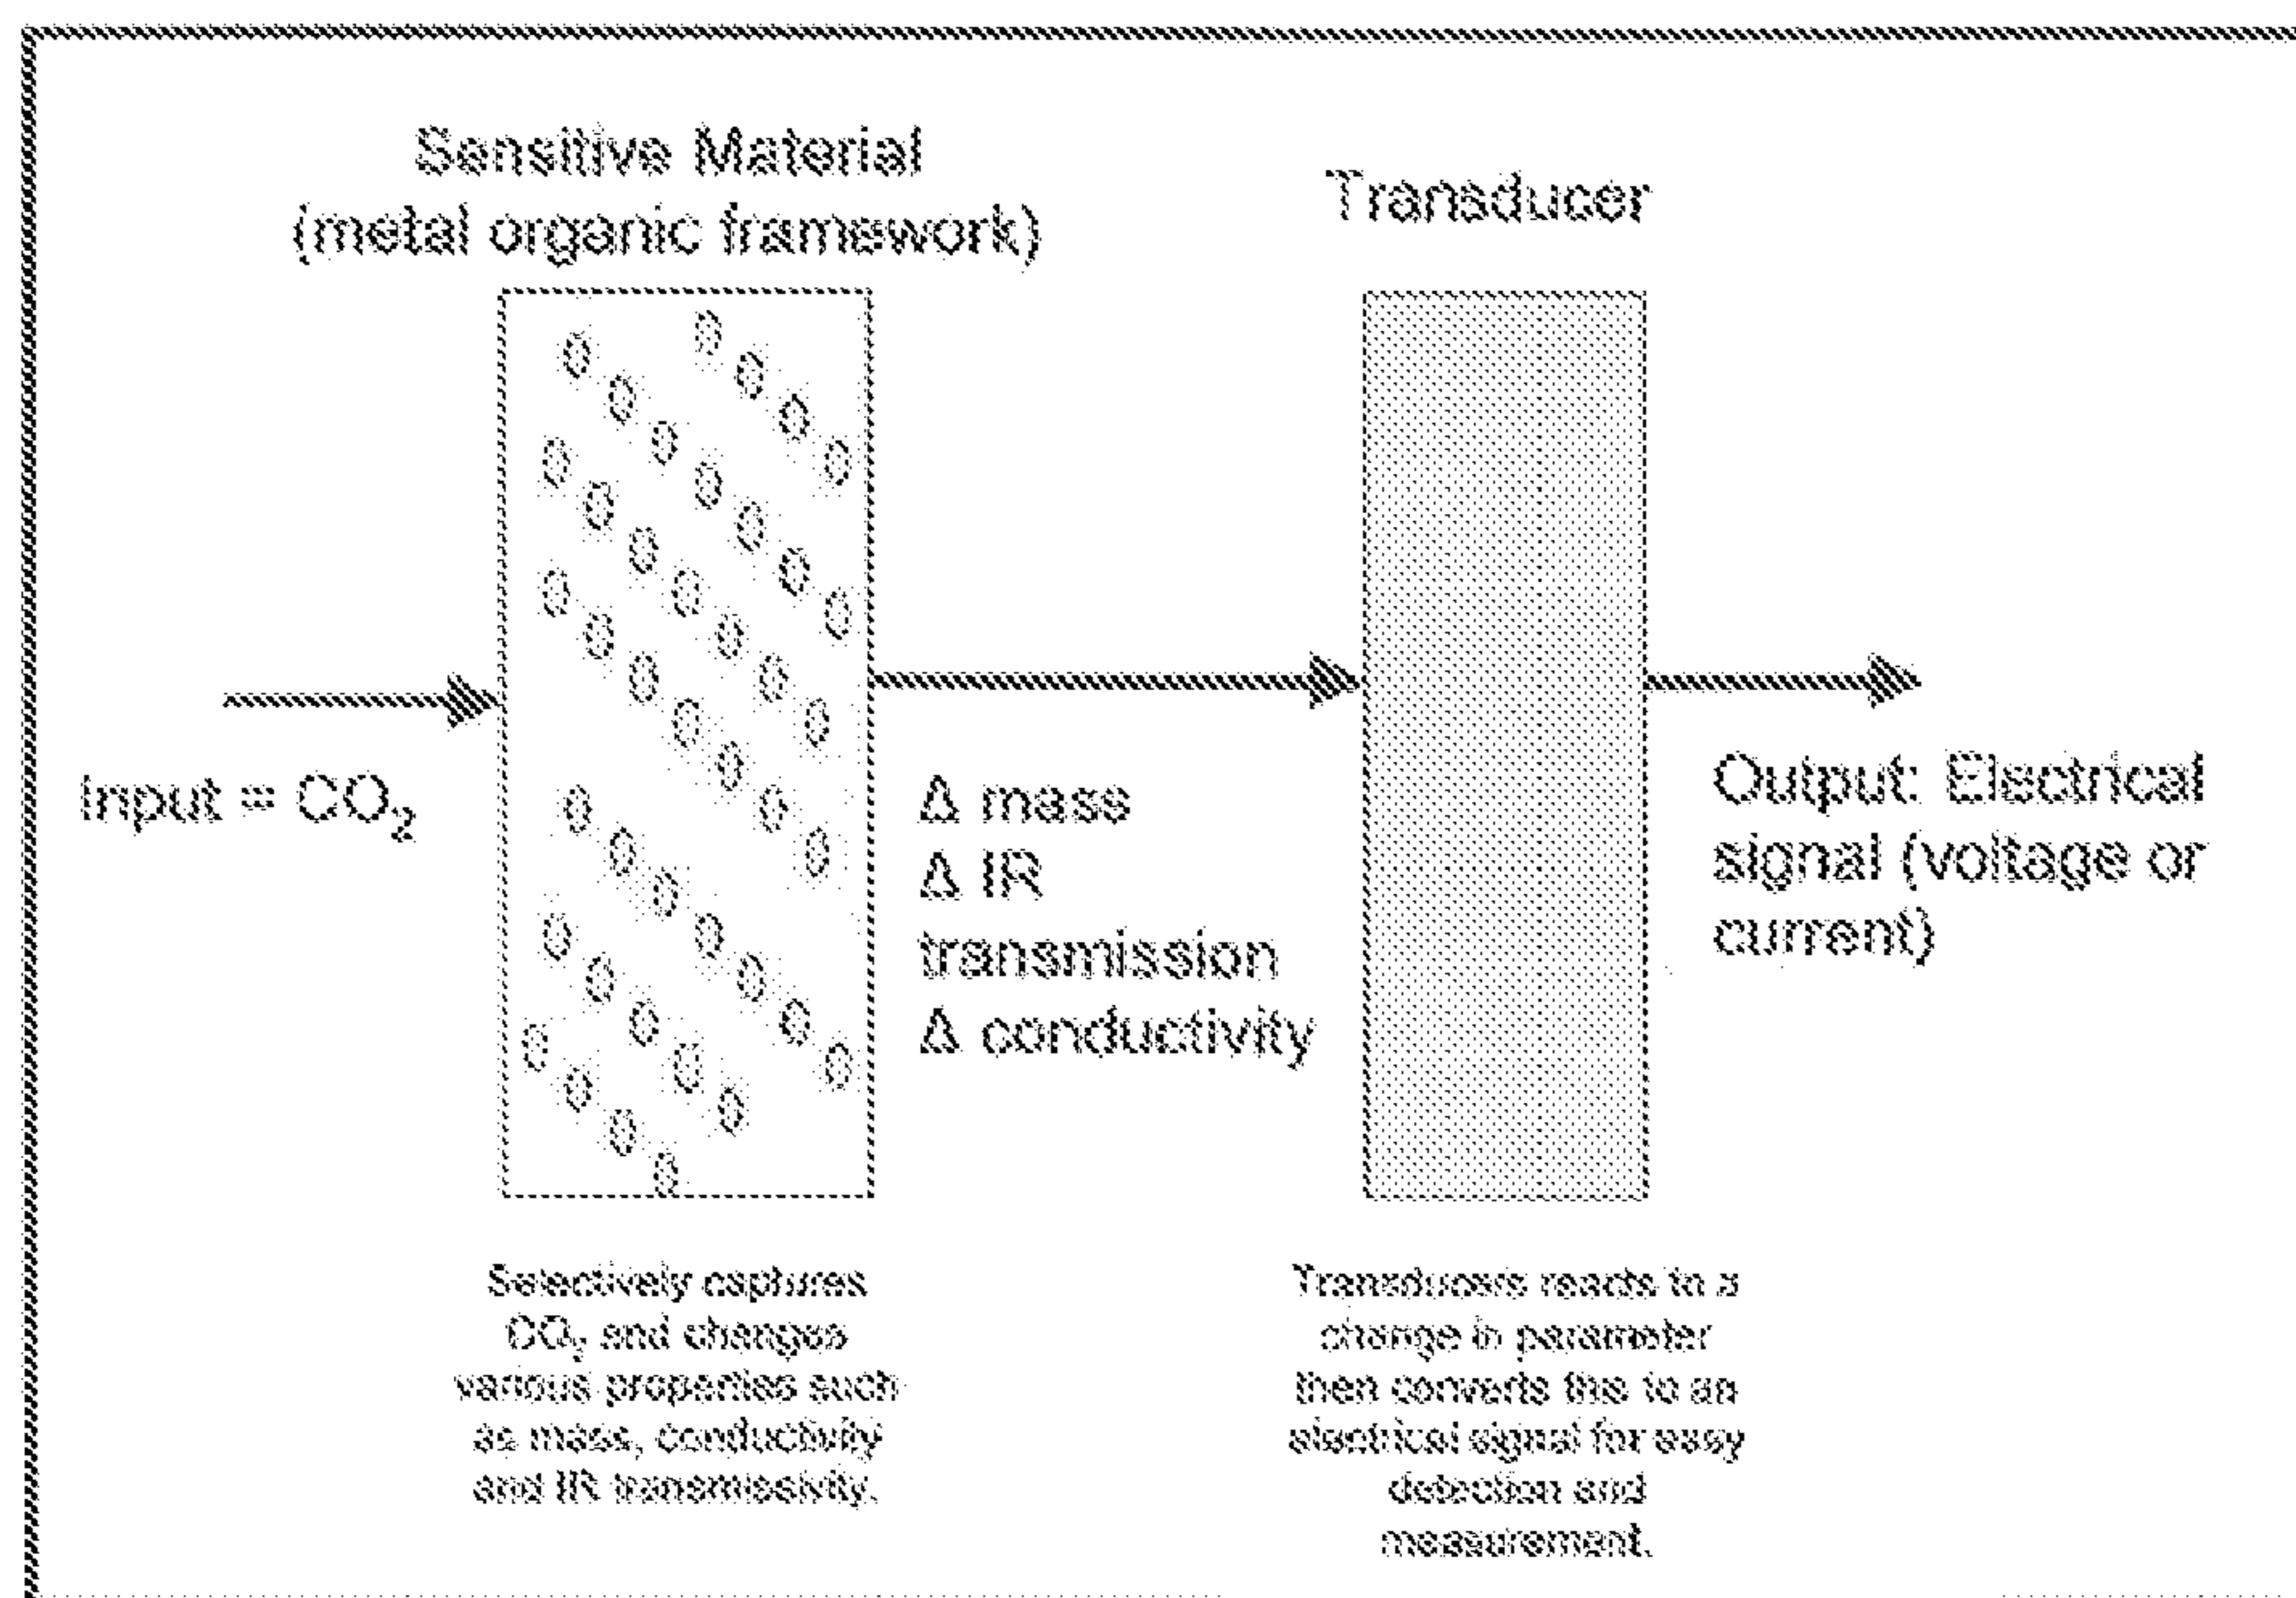 Sensitive Material
(metal organic framework)
Transducer
Input = CO₂
Δ mass
Δ IR
transmission
Δ conductivity
Output: Electrical
signal (voltage or
current)
Selectively captures
CO₂ and changes
various properties such
as mass, conductivity
and IR transmissivity.
reacts to a
change in parameter
then converts this to an
electrical signal for easy
detection and
measurement.